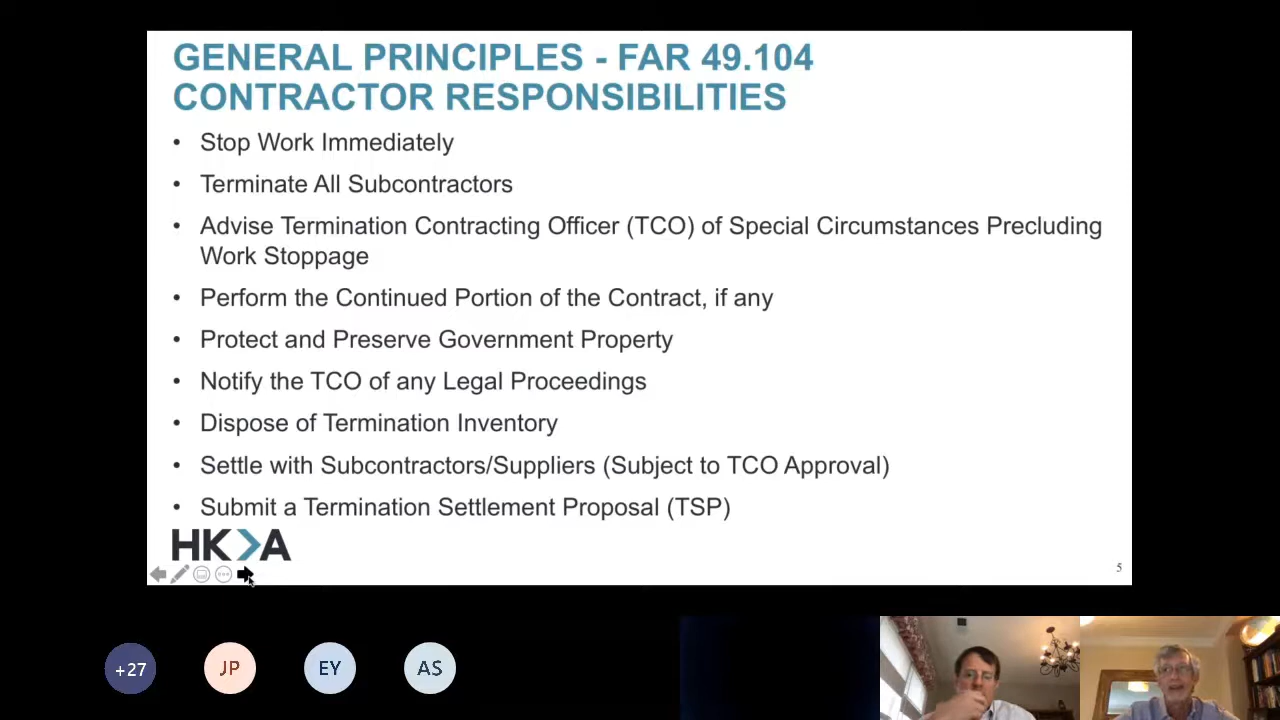 GENERAL PRINCIPLES - FAR 49.104
CONTRACTOR RESPONSIBILITIES
• Stop Work Immediately
• Terminate All Subcontractors
• Advise Termination Contracting Officer (TCO) of Special Circumstances Precluding
Work Stoppage
• Perform the Continued Portion of the Contract, if any
• Protect and Preserve Government Property
• Notify the TCO of any Legal Proceedings
• Dispose of Termination Inventory
• Settle with Subcontractors/Suppliers (Subject to TCO Approval)
• Submit a Termination Settlement Proposal (TSP)
HKA
5
+27
JP
EY
AS